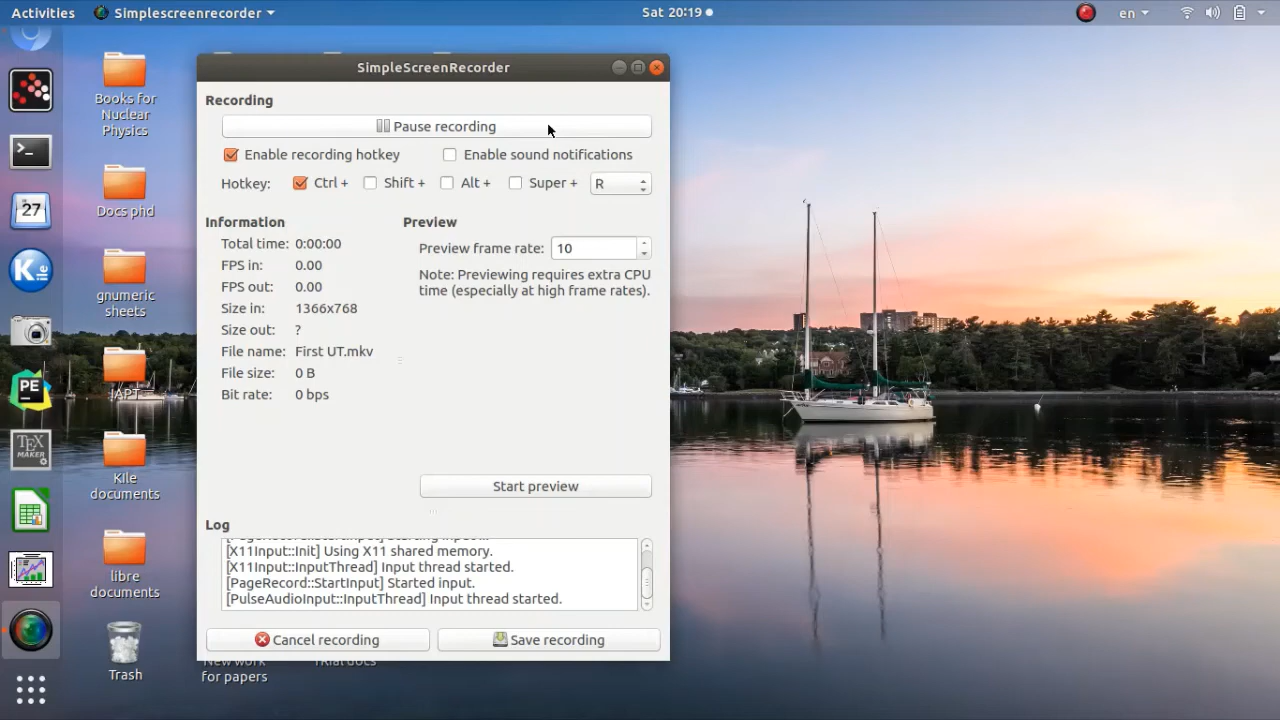 Activities
Simplescreenrecorder
Sat 20:19
en
SimpleScreenRecorder
Recording
Pause recording
Enable recording hotkey
Enable sound notifications
Hotkey:
Ctrl +
Shift +
Alt +
Super +
R
Information
Total time: 0:00:00
FPS in: 0.00
FPS out: 0.00
Size in: 1366x768
Size out: ?
File name: First UT.mkv
File size: 0 B
Bit rate: 0 bps
Preview
Preview frame rate: 10
Note: Previewing requires extra CPU
time (especially at high frame rates).
Start preview
Log
[X11Input::Init] Using X11 shared memory.
[X11Input::InputThread] Input thread started.
[PageRecord::StartInput] Started input.
[PulseAudioInput::InputThread] Input thread started.
Cancel recording
Save recording
Books for
Nuclear
Physics
Docs phd
gnumeric
sheets
IAPT
Kile
documents
libre
documents
Trash
New work
for papers
27
PE
TEX
MAKER